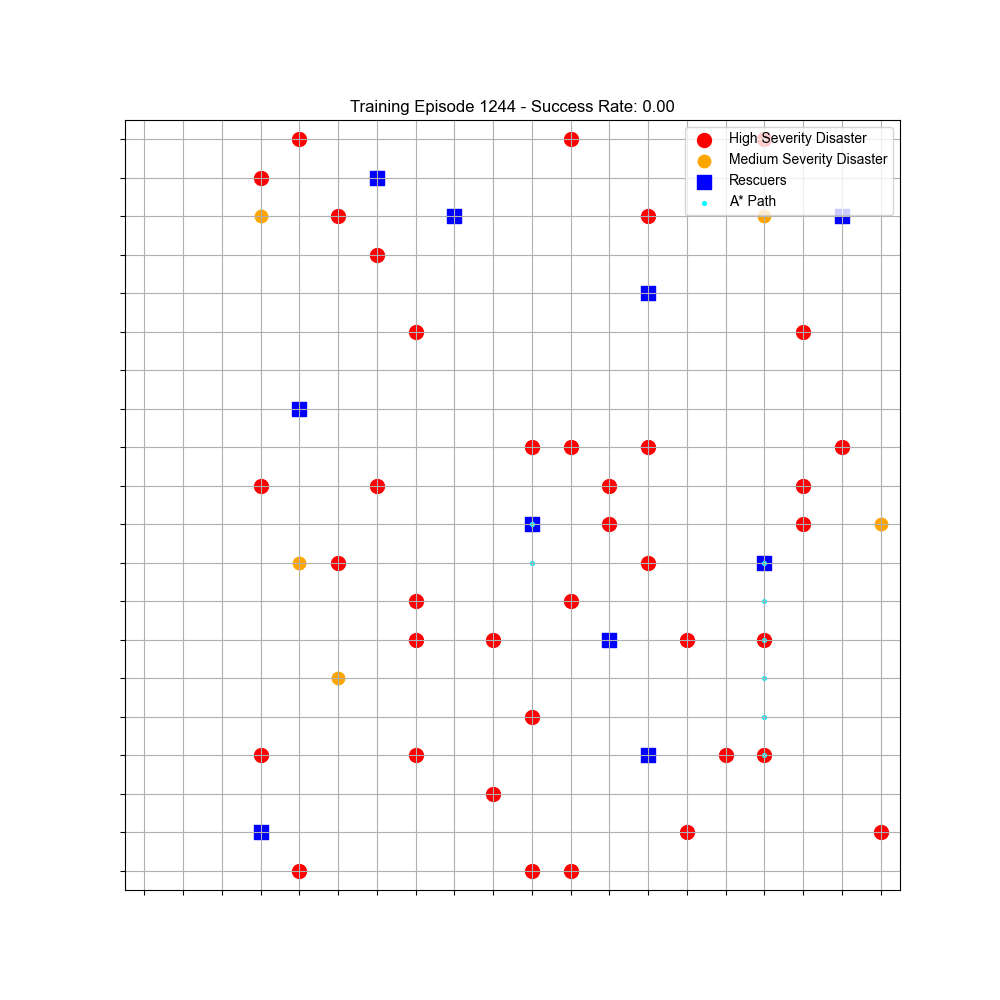 Training Episode 1244 - Success Rate: 0.00
High Severity Disaster
Medium Severity Disaster
Rescuers
A* Path